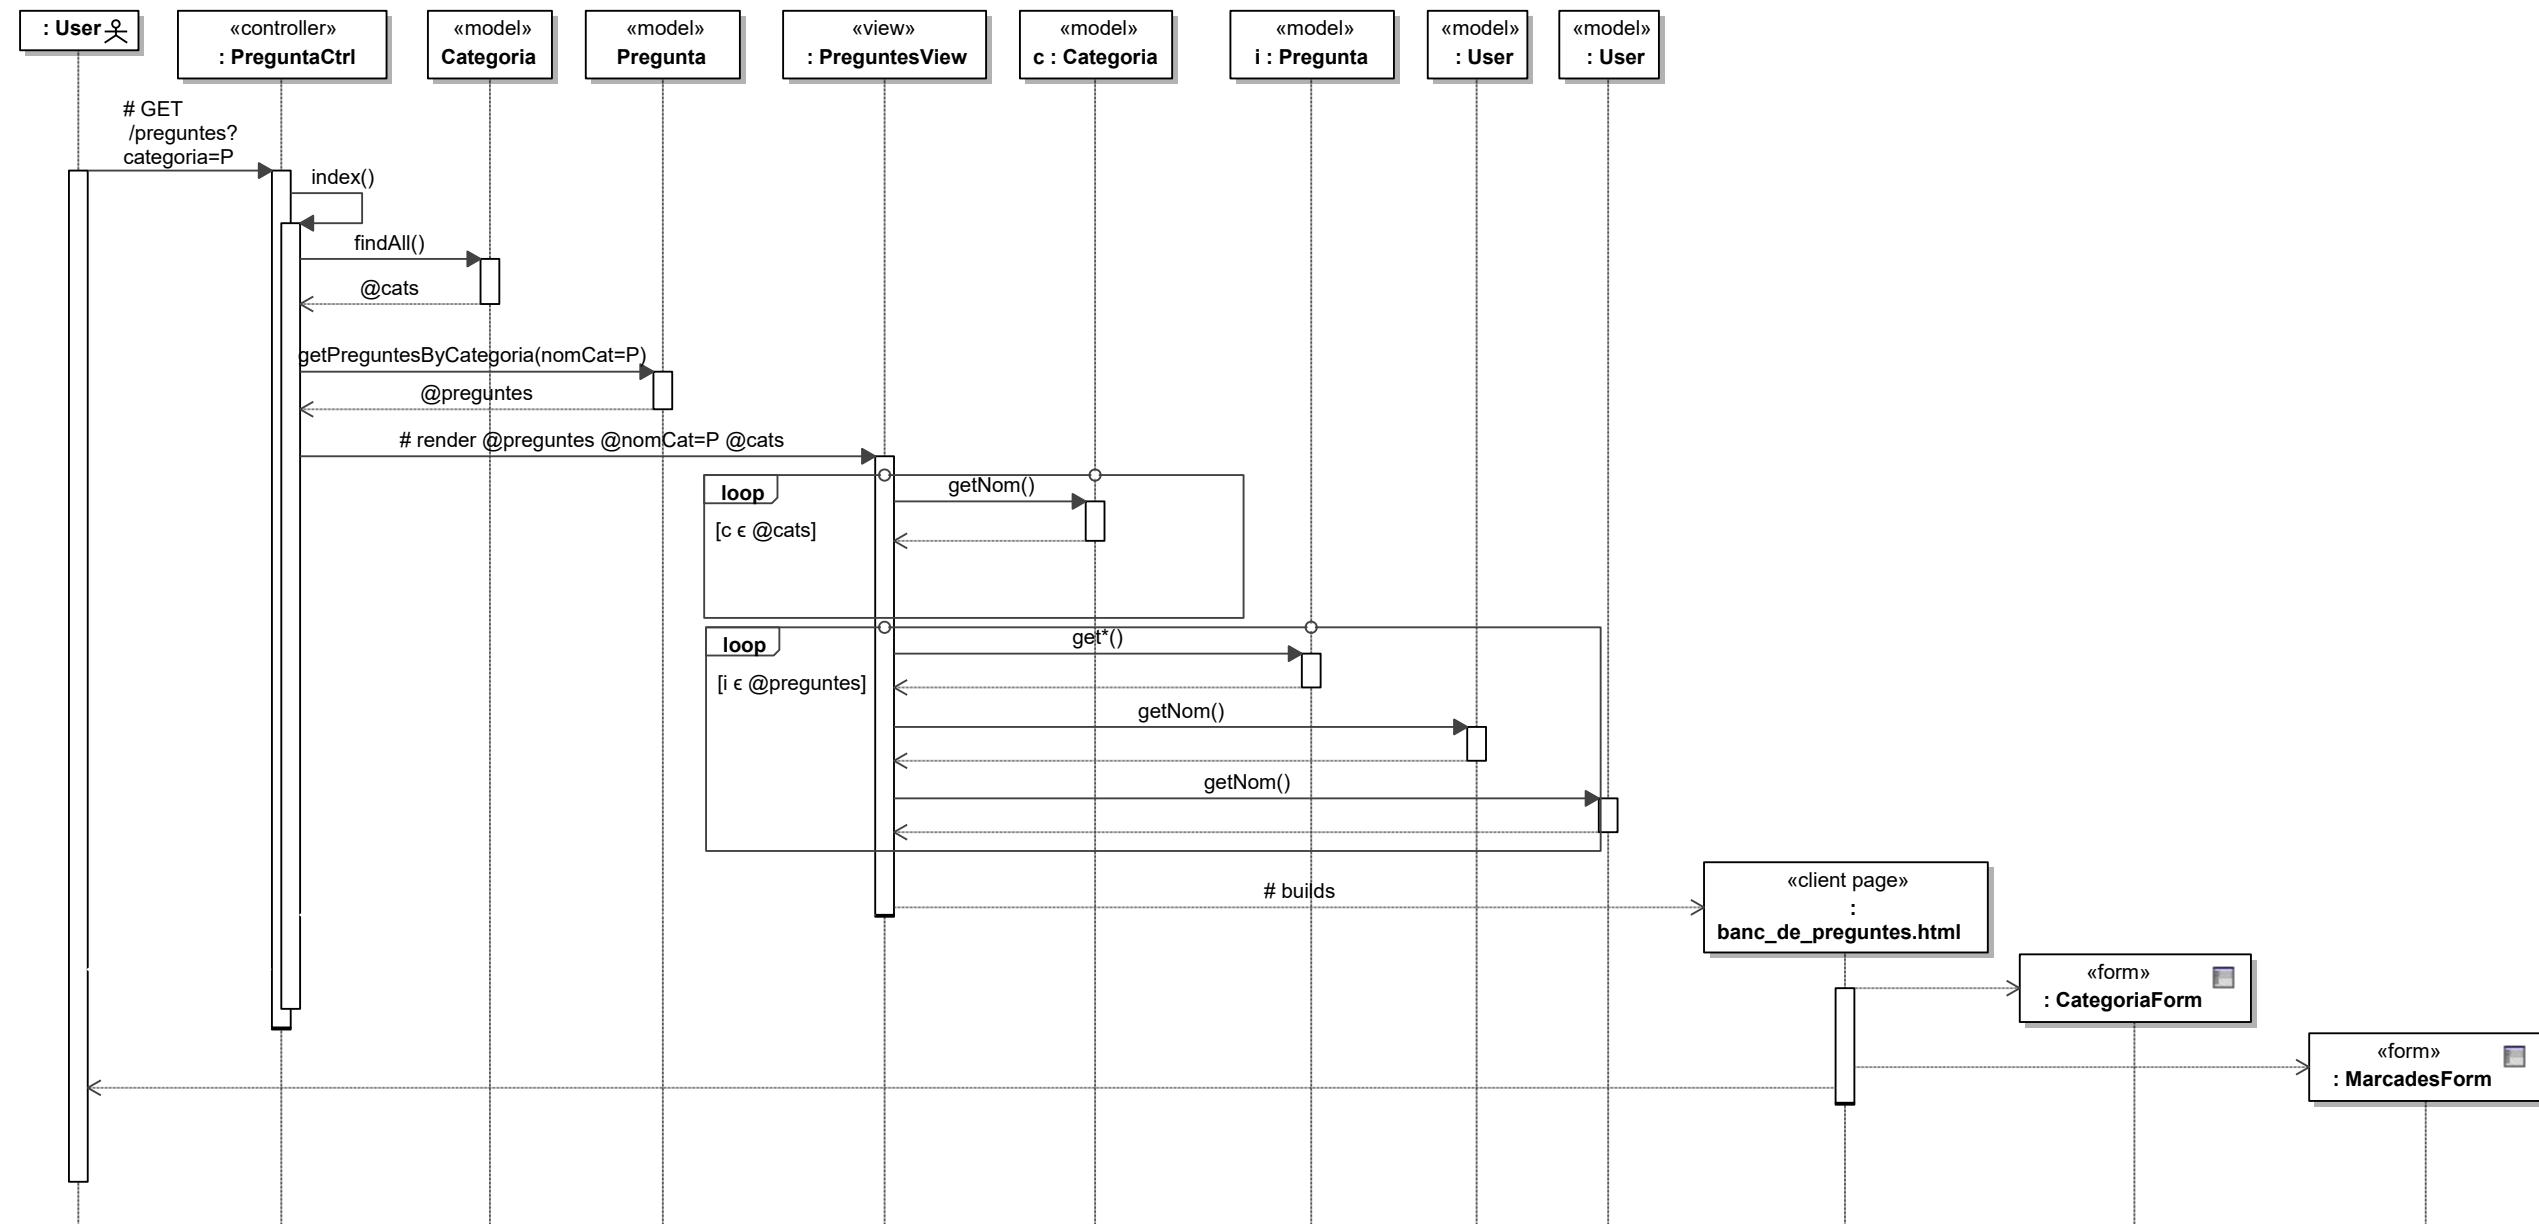 : User
«controller»
: PreguntaCtrl
«model»
Categoria
«model»
Pregunta
«view»
: PreguntesView
«model»
c : Categoria
«model»
i : Pregunta
«model»
: User
«model»
: User
# GET
/preguntes?
categoria=P
index()
findAll()
@cats
getPreguntesByCategoria(nomCat=P)
@preguntes
# render @preguntes @nomCat=P @cats
loop
getNom()
[c ϵ @cats]
loop
get*()
[i ϵ @preguntes]
getNom()
getNom()
# builds
«client page»
:
banc_de_preguntes.html
«form»
: CategoriaForm
«form»
: MarcadesForm